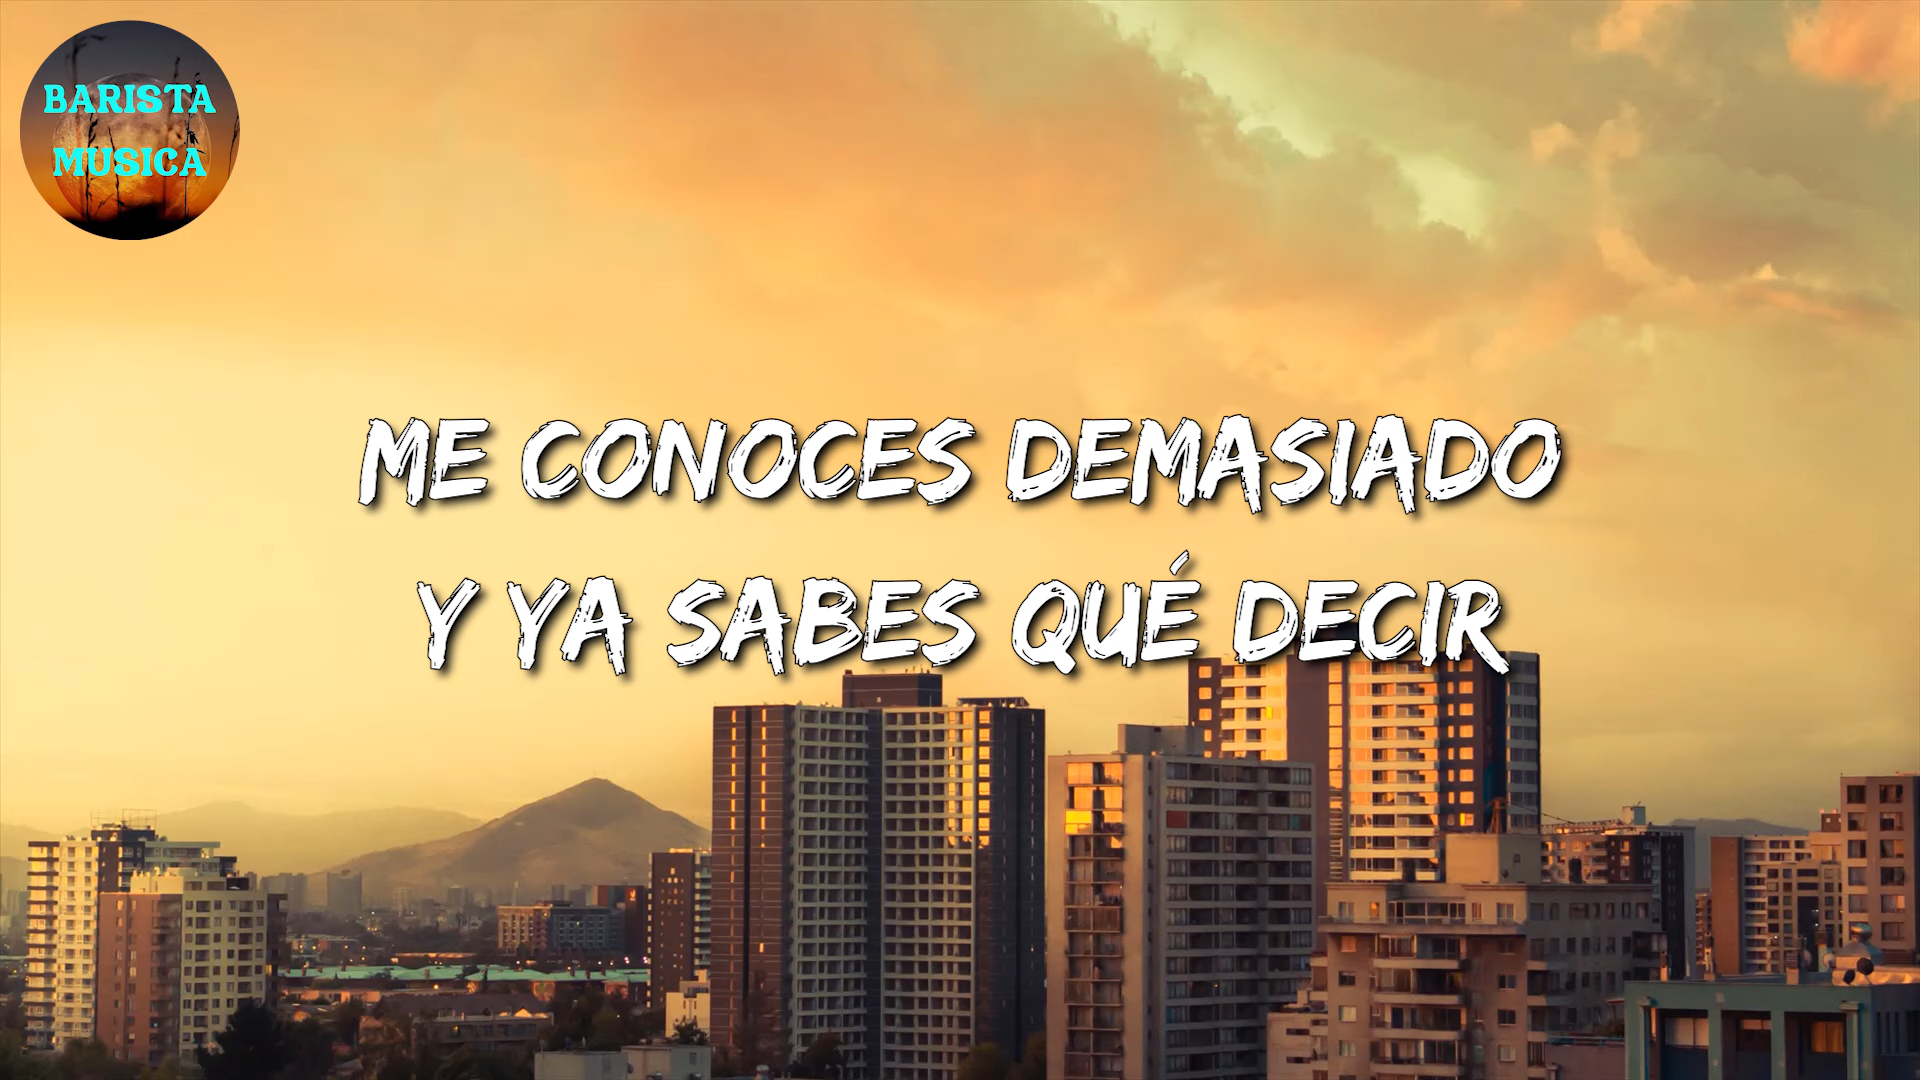 BARISTA
MUSICA
ME CONOCES DEMASIADO
Y YA SABES QUÉ DECIR